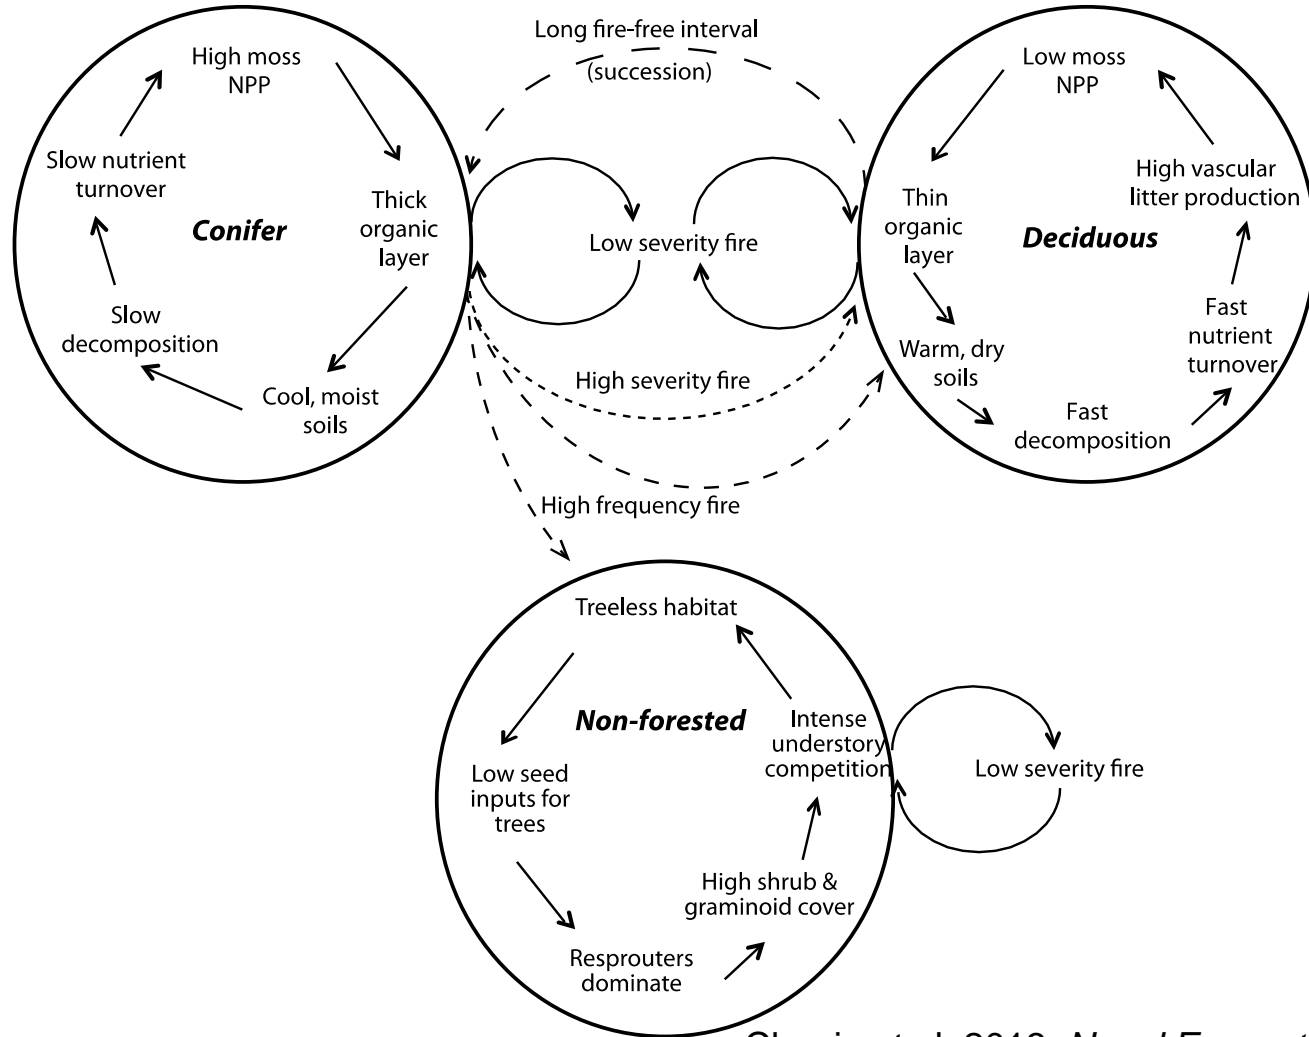 Long fire-free interval
(succession)
High moss
NPP
Thick
organic
layer
Cool, moist
soils
Slow
decomposition
Slow nutrient
turnover
Conifer
Low severity fire
High severity fire
High frequency fire
Low moss
NPP
Thin
organic
layer
Warm, dry
soils
Fast
decomposition
Fast
nutrient
turnover
High vascular
litter production
Deciduous
Treeless habitat
Low seed
inputs for
trees
Resprouters
dominate
High shrub &
graminoid cover
Intense
understory
competition
Non-forested
Low severity fire